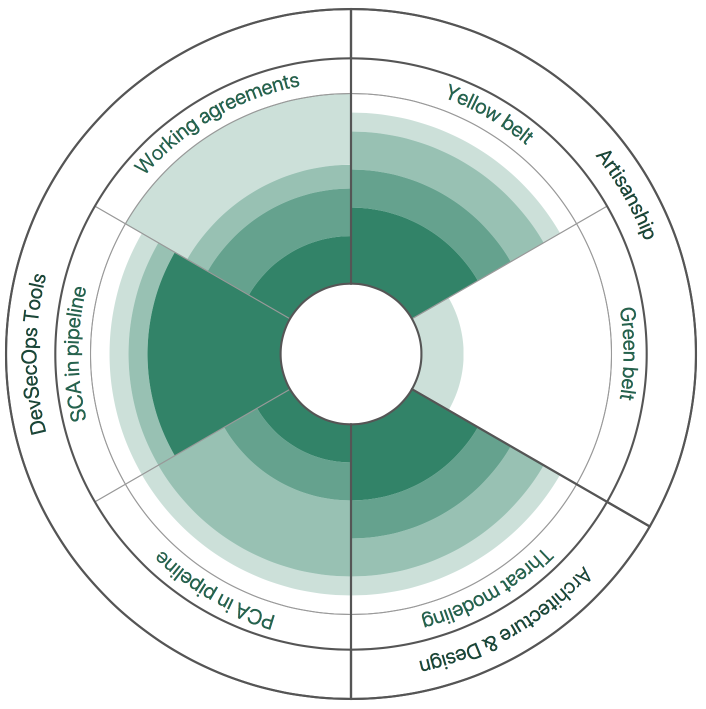 Working agreements
Yellow belt
Artisanship
Green belt
Threat modeling
Architecture & Design
PCA in pipeline
SCA in pipeline
DevSecOps Tools